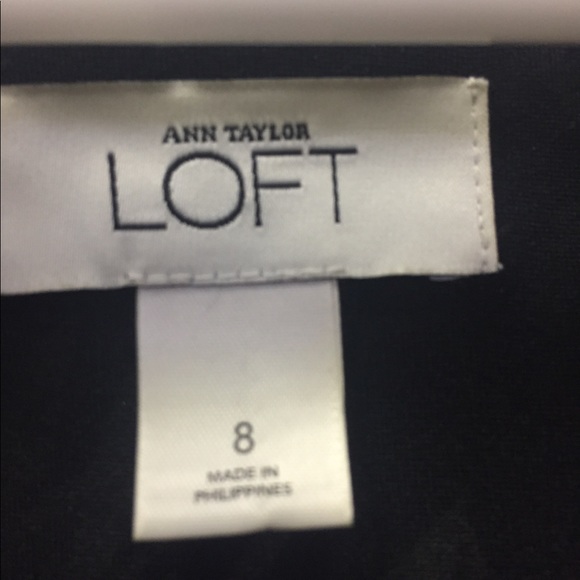 ANN TAYLOR
LOFT
8
MADE IN
PHILIPPINES